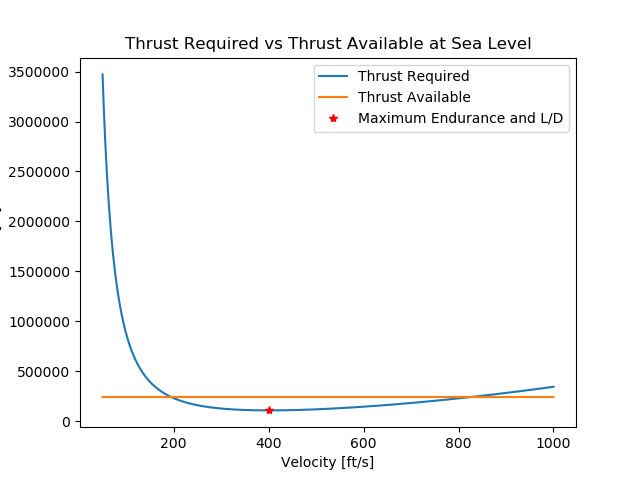 Thrust Required vs Thrust Available at Sea Level
Thrust Required
Thrust Available
Maximum Endurance and L/D
3500000
3000000
2500000
2000000
1500000
1000000
500000
0
200
400
600
800
1000
Velocity [ft/s]